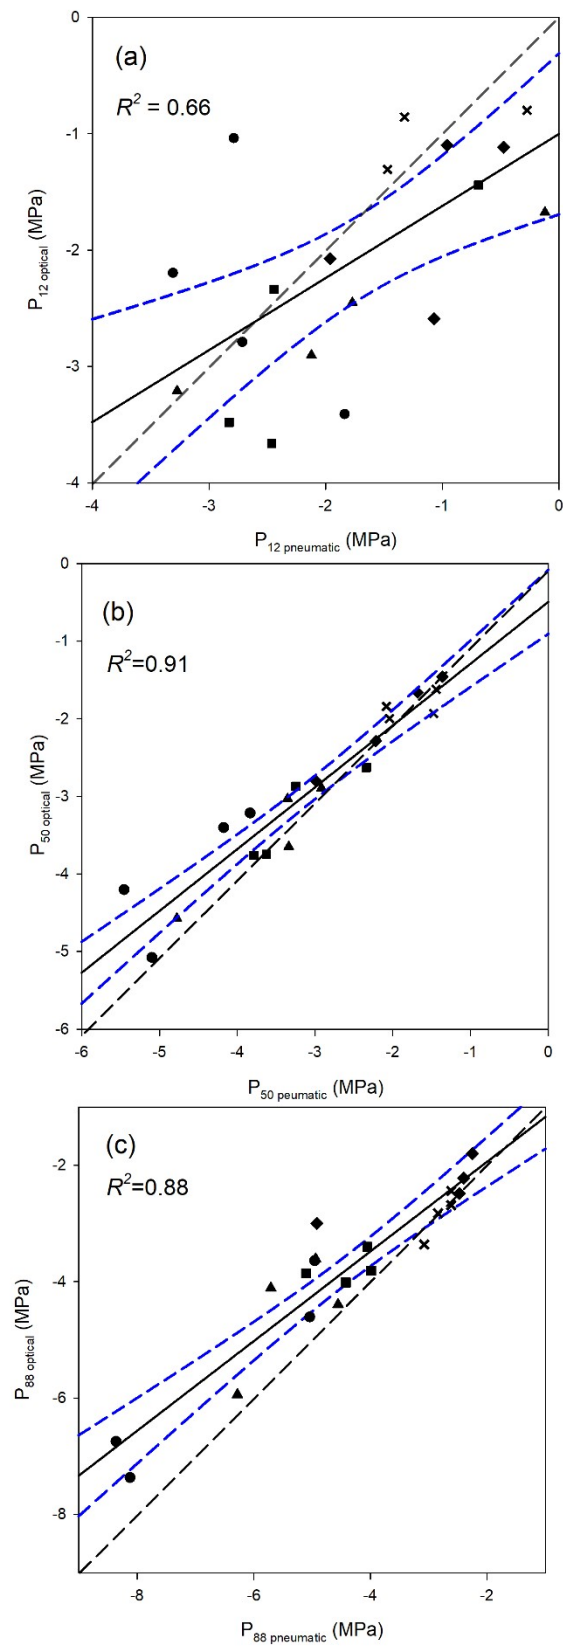 (a)
R² = 0.66
0
-1
-2
-3
-4
P12 optical (MPa)
-4 -3 -2 -1 0
P12 pneumatic (MPa)
(b)
R²=0.91
0
-1
-2
-3
-4
-5
-6
P50 optical (MPa)
-6 -5 -4 -3 -2 -1 0
P50 peumatic (MPa)
(c)
R²=0.88
-2
-4
-6
-8
P88 optical (MPa)
-8 -6 -4 -2
P88 pneumatic (MPa)